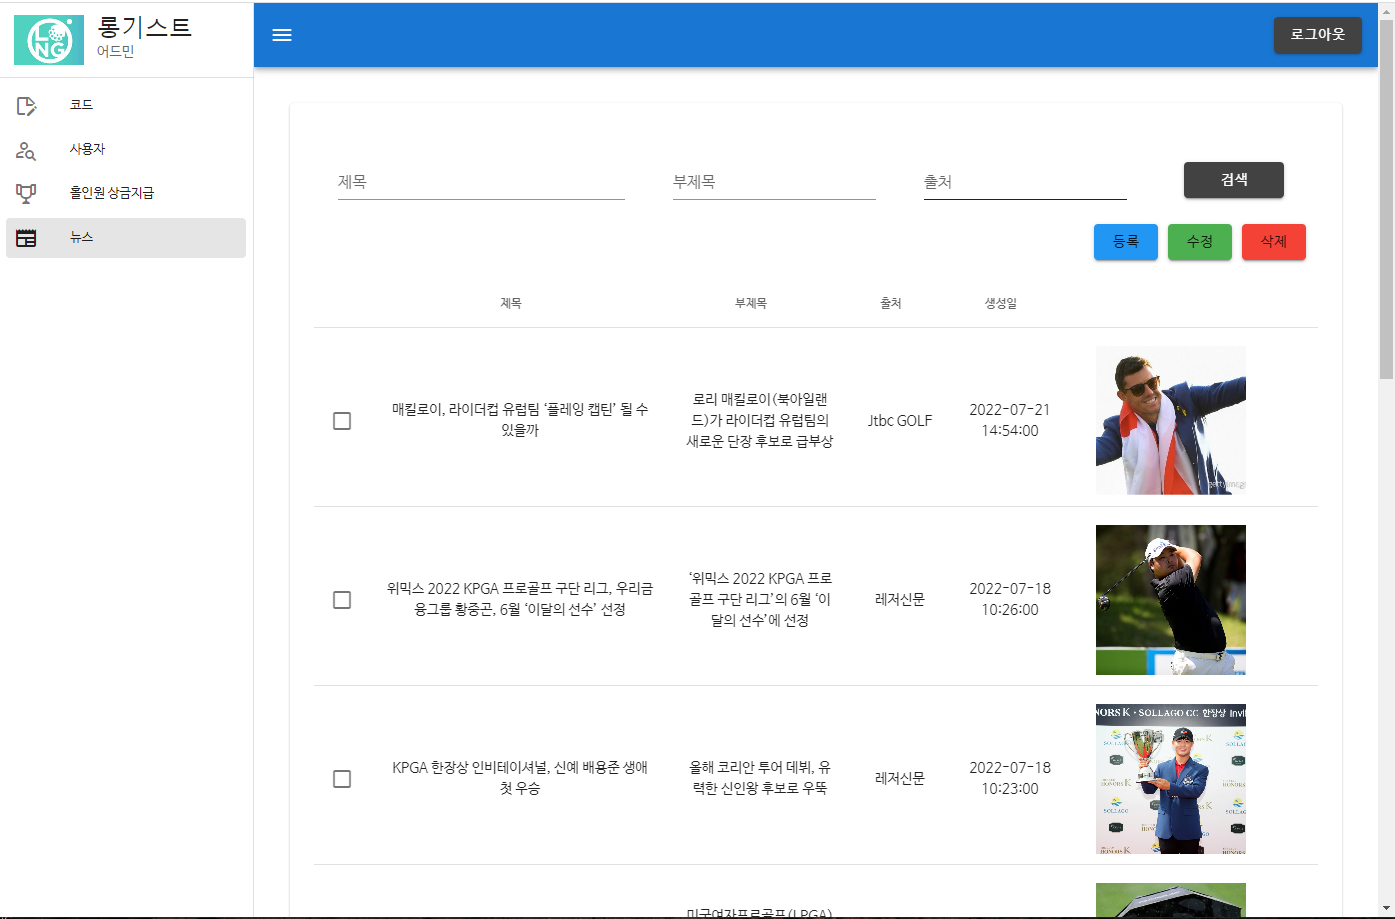 LONG
롱기스트
어드민
로그아웃
코드
사용자
홀인원 상금지급
뉴스
제목
부제목
출처
검색
등록
수정
삭제
제목
부제목
출처
생성일
매킬로이, 라이더컵 유럽팀 ‘플레잉 캡틴’ 될 수
있을까
로리 매킬로이(북아일랜
드)가 라이더컵 유럽팀의
새로운 단장 후보로 급부상
Jtbc GOLF
2022-07-21
14:54:00
위믹스 2022 KPGA 프로골프 구단 리그, 우리금
융그룹 황중곤, 6월 ‘이달의 선수’ 선정
‘위믹스 2022 KPGA 프로
골프 구단 리그’의 6월 ‘이
달의 선수’에 선정
레저신문
2022-07-18
10:26:00
KPGA 한장상 인비테이셔널, 신예 배용준 생애
첫 우승
올해 코리안 투어 데뷔, 유
력한 신인왕 후보로 우뚝
레저신문
2022-07-18
10:23:00
NORS K · SOLLAGO CC 한장상 Invi
미국여자프로골프(LPGA)